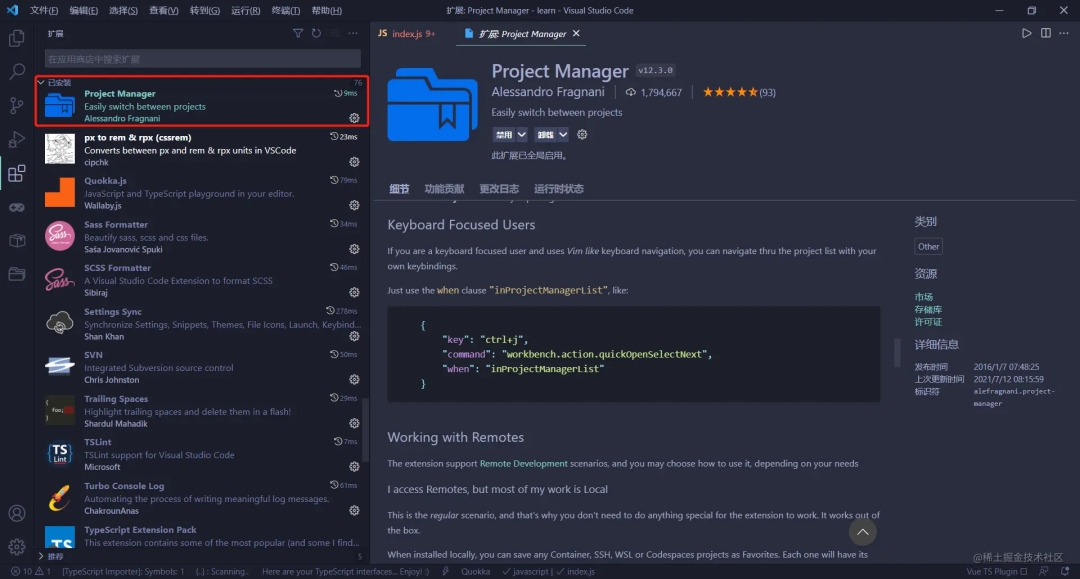 文件(F) 编辑(E) 选择(S) 查看(V) 转到(G) 运行(R) 终端(T) 帮助(H)
扩展: Project Manager - learn - Visual Studio Code
扩展
在应用商店中搜索扩展
已安装 76
Project Manager 9ms
Easily switch between projects
Alessandro Fragnani
px to rem & rpx (cssrem) 23ms
Converts between px and rem & rpx units in VSCode
cipchk
Quokka.js 79ms
JavaScript and TypeScript playground in your editor.
Wallaby.js
Sass Formatter 34ms
Beautify sass, scss and css files.
Sasa Jovanović Spuki
SCSS Formatter 46ms
A Visual Studio Code Extension to format SCSS
Sibiraj
Settings Sync 278ms
Synchronize Settings, Snippets, Themes, File Icons, Launch, Keybind...
Shan Khan
SVN 50ms
Integrated Subversion source control
Chris Johnston
Trailing Spaces 29ms
Highlight trailing spaces and delete them in a flash!
Shardul Mahadik
TSLint 7ms
TSLint support for Visual Studio Code
Microsoft
Turbo Console Log 61ms
Automating the process of writing meaningful log messages.
ChakrounAnas
TypeScript Extension Pack
This extension contains some of the most popular (and some I find...
推荐 5
JS index.js 9+
扩展: Project Manager
Project Manager v12.3.0
Alessandro Fragnani 1,794,667 (93)
Easily switch between projects
禁用 卸载
此扩展已全局启用。
细节 功能贡献 更改日志 运行时状态
Keyboard Focused Users
If you are a keyboard focused user and uses Vim like keyboard navigation, you can navigate thru the project list with your
own keybindings.
Just use the when clause "inProjectManagerList", like:
{
"key": "ctrl+j",
"command": "workbench.action.quickOpenSelectNext",
"when": "inProjectManagerList"
}
Working with Remotes
The extension support Remote Development scenarios, and you may choose how to use it, depending on your needs
I access Remotes, but most of my work is Local
This is the regular scenario, and that's why you don't need to do anything special for the extension to work. It works out of
the box.
When installed locally, you can save any Container, SSH, WSL or Codespaces projects as Favorites. Each one will have its
类别
Other
资源
市场
存储库
许可证
详细信息
发布时间 2016/1/7 07:48:25
上次更新时间 2021/7/12 08:15:59
标识符 alefragnani.project-
manager
@稀土掘金技术社区
10 1 [TypeScript Importer]: Symbols: 1 {..} : Scanning.. Here are your TypeScript interfaces... Enjoy! :) Quokka javascript | index.js Vue TS Plugin